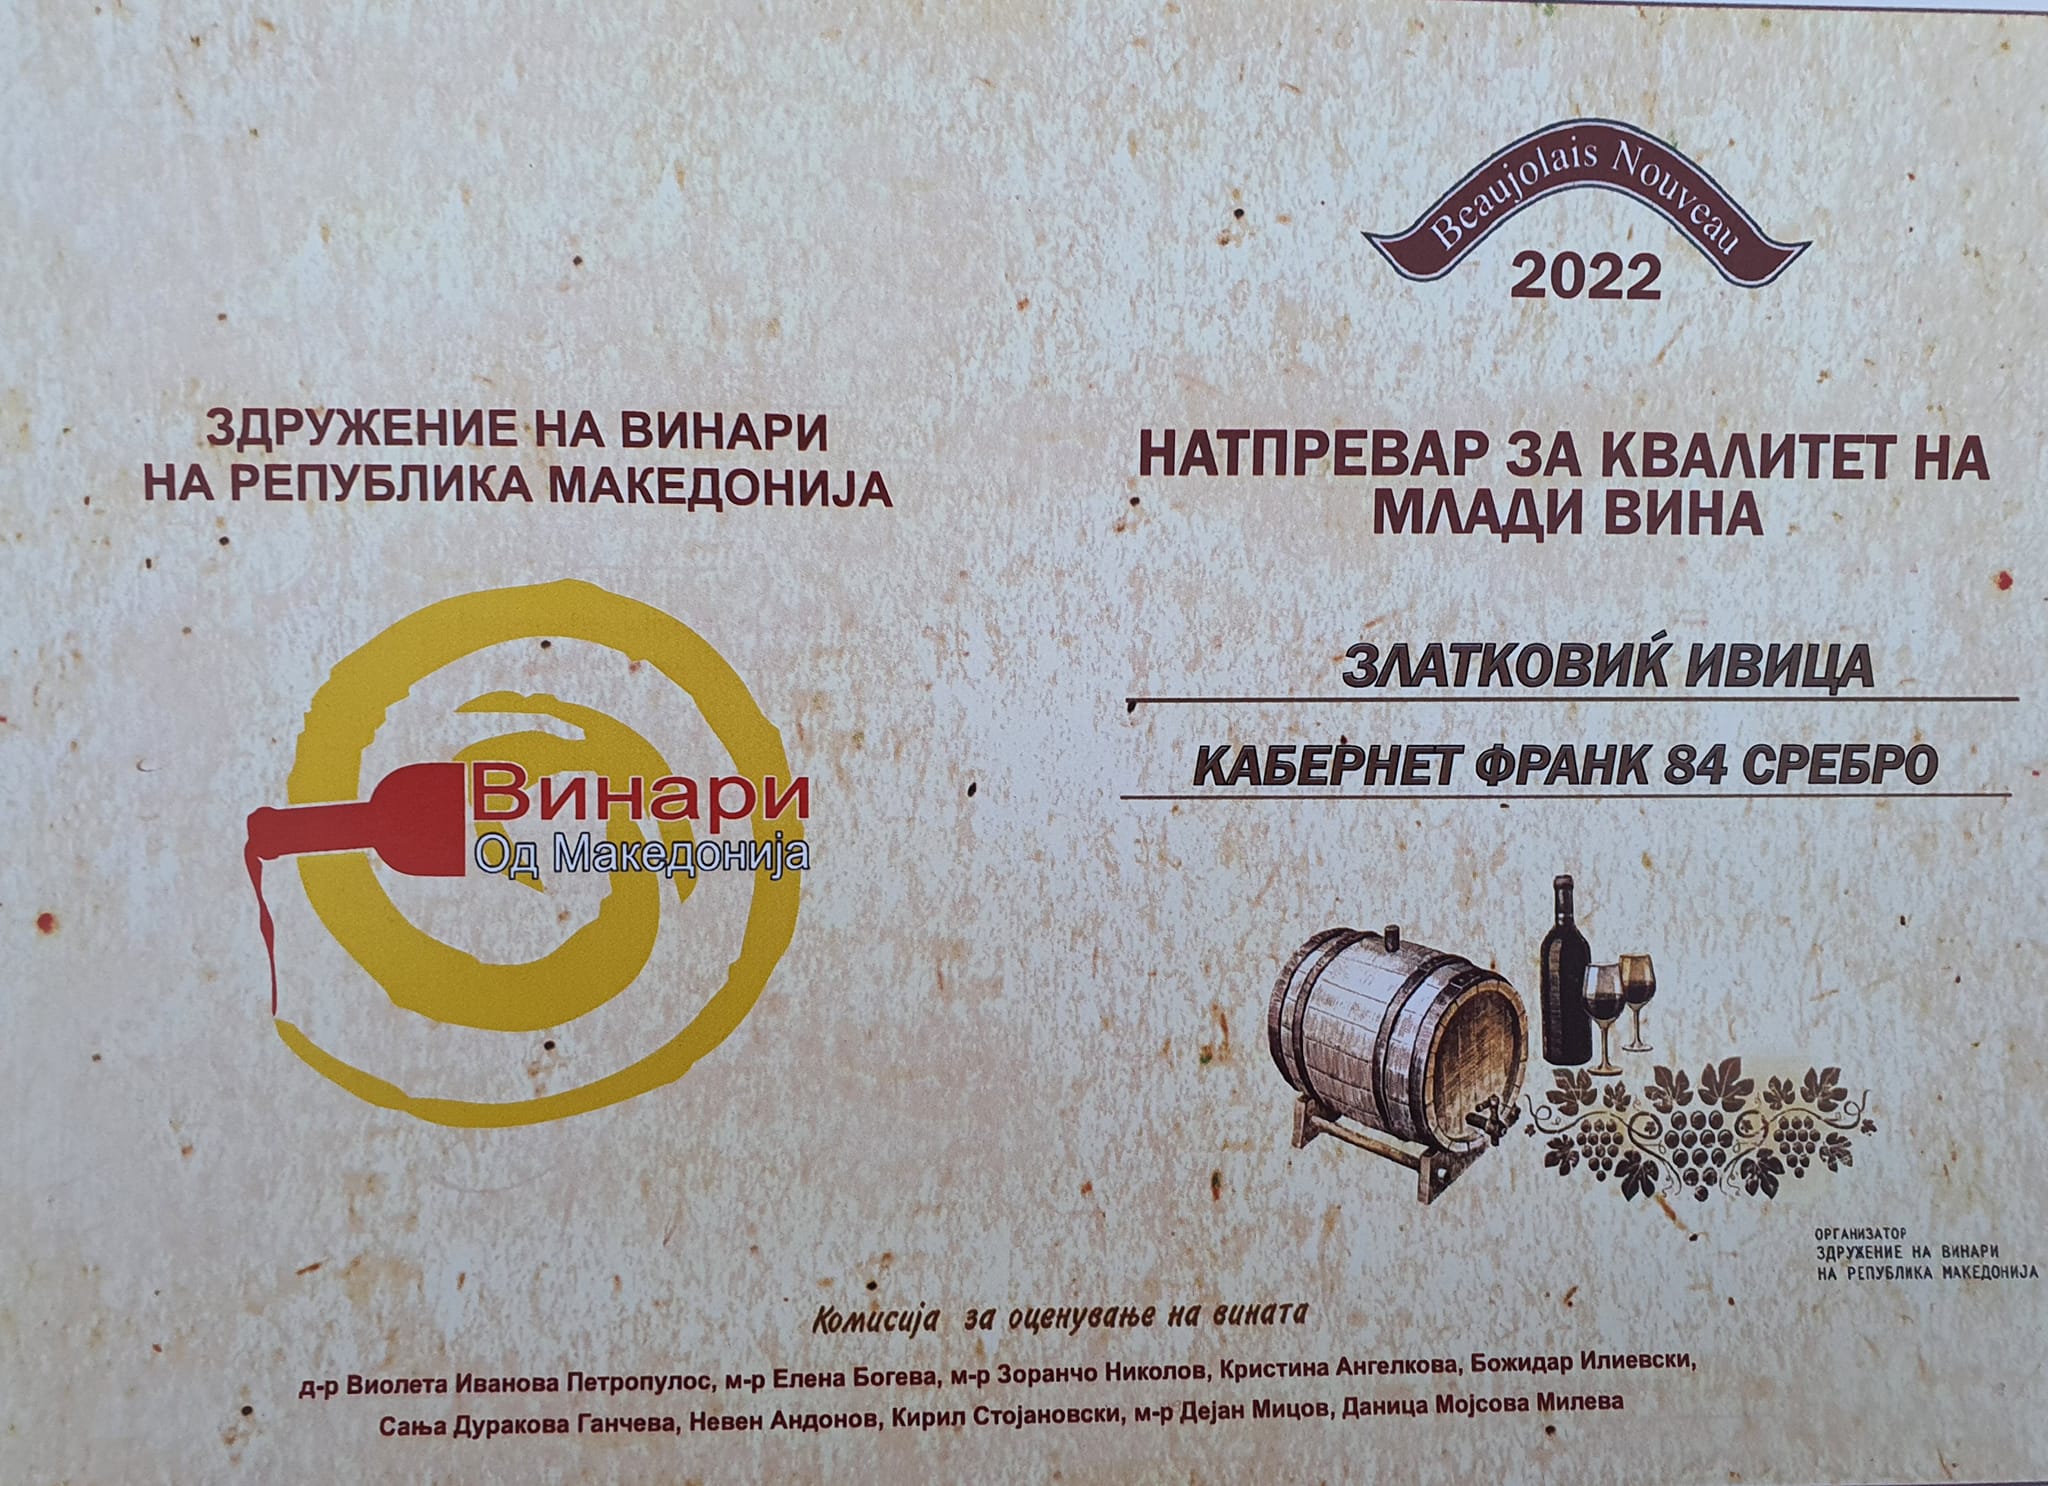 Beaujolais Nouveau
2022
ЗДРУЖЕНИЕ НА ВИНАРИ
НА РЕПУБЛИКА МАКЕДОНИЈА
Винари
Од Македонија
НАТПРЕВАР ЗА КВАЛИТЕТ НА
МЛАДИ ВИНА
ЗЛАТКОВИЌ ИВИЦА
КАБЕРНЕТ ФРАНК 84 СРЕБРО
ОРГАНИЗАТОР
ЗДРУЖЕНИЕ НА ВИНАРИ
НА РЕПУБЛИКА МАКЕДОНИЈА
Комисија за оценување на вината
д-р Виолета Иванова Петропулос, м-р Елена Богева, м-р Зоранчо Николов, Кристина Ангелкова, Божидар Илиевски,
Сања Дуракова Ганчева, Невен Андонов, Кирил Стојановски, м-р Дејан Мицов, Даница Мојсова Милева